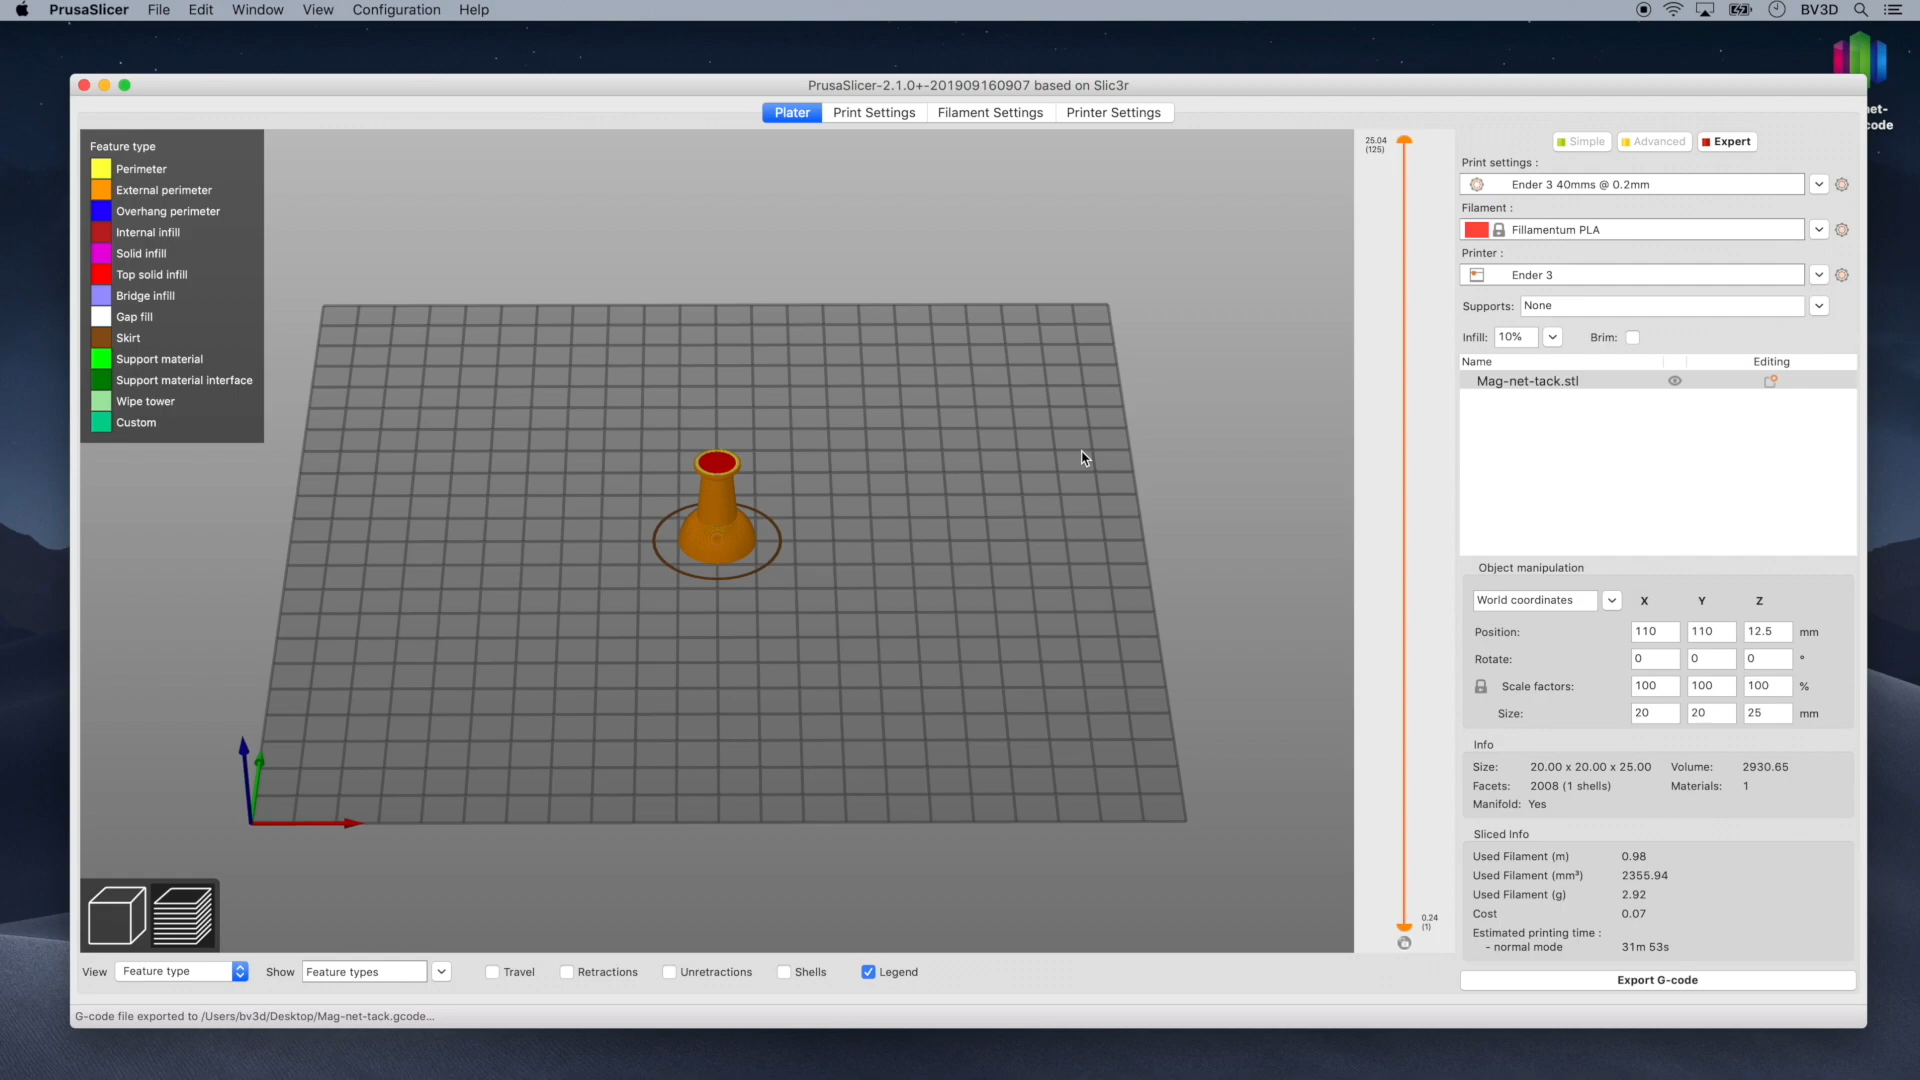 PrusaSlicer File Edit Window View Configuration Help BV3D
PrusaSlicer-2.1.0+-201909160907 based on Slic3r
Plater Print Settings Filament Settings Printer Settings
et-
code
Feature type
Perimeter
External perimeter
Overhang perimeter
Internal infill
Solid infill
Top solid infill
Bridge infill
Gap fill
Skirt
Support material
Support material interface
Wipe tower
Custom
25.04
(125)
0.24
(1)
Simple Advanced Expert
Print settings :
Ender 3 40mms @ 0.2mm
Filament :
Fillamentum PLA
Printer :
Ender 3
Supports: None
Infill: 10% Brim:
Name Editing
Mag-net-tack.stl
Object manipulation
World coordinates X Y Z
Position: 110 110 12.5 mm
Rotate: 0 0 0 °
Scale factors: 100 100 100 %
Size: 20 20 25 mm
Info
Size: 20.00 x 20.00 x 25.00 Volume: 2930.65
Facets: 2008 (1 shells) Materials: 1
Manifold: Yes
Sliced Info
Used Filament (m) 0.98
Used Filament (mm³) 2355.94
Used Filament (g) 2.92
Cost 0.07
Estimated printing time :
- normal mode 31m 53s
Export G-code
View Feature type Show Feature types Travel Retractions Unretractions Shells Legend
G-code file exported to /Users/bv3d/Desktop/Mag-net-tack.gcode...